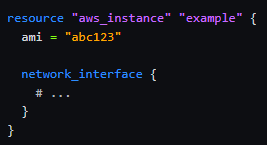 resource "aws_instance" "example" {
  ami = "abc123"

  network_interface {
    # ...
  }
}